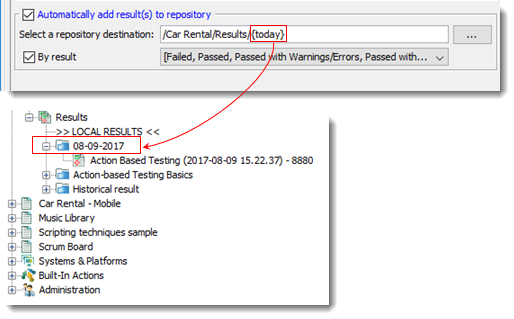 Automatically add result(s) to repository
Select a repository destination: /Car Rental/Results/{today} ...
By result [Failed, Passed, Passed with Warnings/Errors, Passed with...
Results
>> LOCAL RESULTS <<
08-09-2017
Action Based Testing (2017-08-09 15.22.37) - 8880
Action-based Testing Basics
Historical result
Car Rental - Mobile
Music Library
Scripting techniques sample
Scrum Board
Systems & Platforms
Built-In Actions
Administration